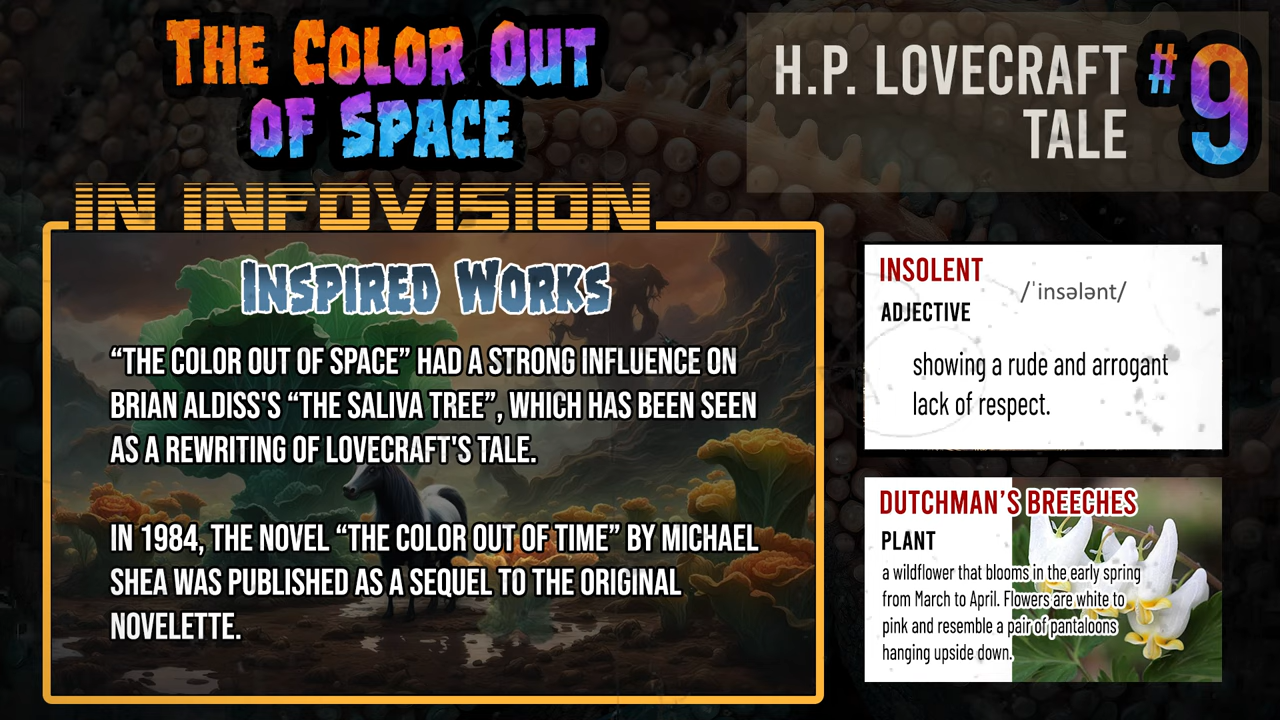 THE COLOR OUT
OF SPACE
H.P. LOVECRAFT
TALE
#9
IN INFOVISION
INSPIRED WORKS
“THE COLOR OUT OF SPACE” HAD A STRONG INFLUENCE ON
BRIAN ALDISS'S “THE SALIVA TREE”, WHICH HAS BEEN SEEN
AS A REWRITING OF LOVECRAFT'S TALE.
IN 1984, THE NOVEL “THE COLOR OUT OF TIME” BY MICHAEL
SHEA WAS PUBLISHED AS A SEQUEL TO THE ORIGINAL
NOVELETTE.
INSOLENT
/ˈinsələnt/
ADJECTIVE
showing a rude and arrogant
lack of respect.
DUTCHMAN’S BREECHES
PLANT
a wildflower that blooms in the early spring
from March to April. Flowers are white to
pink and resemble a pair of pantaloons
hanging upside down.